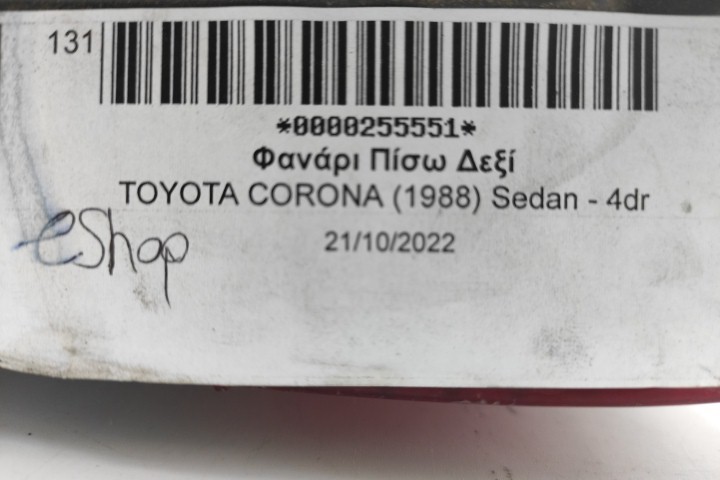 131
*0000255551*
Φανάρι Πίσω Δεξί
TOYOTA CORONA (1988) Sedan - 4dr
21/10/2022
eShop